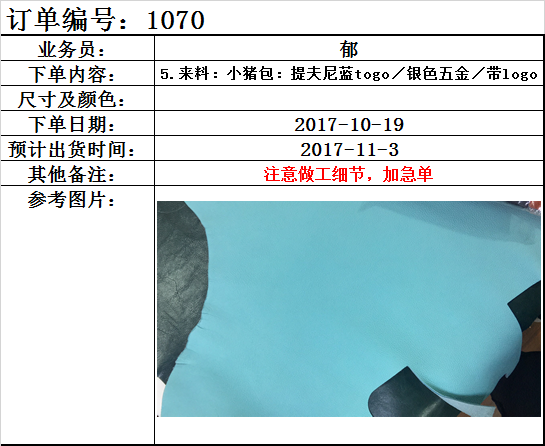 订单编号：1070
业务员： 郁
下单内容： 5.来料：小猪包：提夫尼蓝togo／银色五金／带logo
尺寸及颜色：
下单日期： 2017-10-19
预计出货时间： 2017-11-3
其他备注： 注意做工细节，加急单
参考图片：